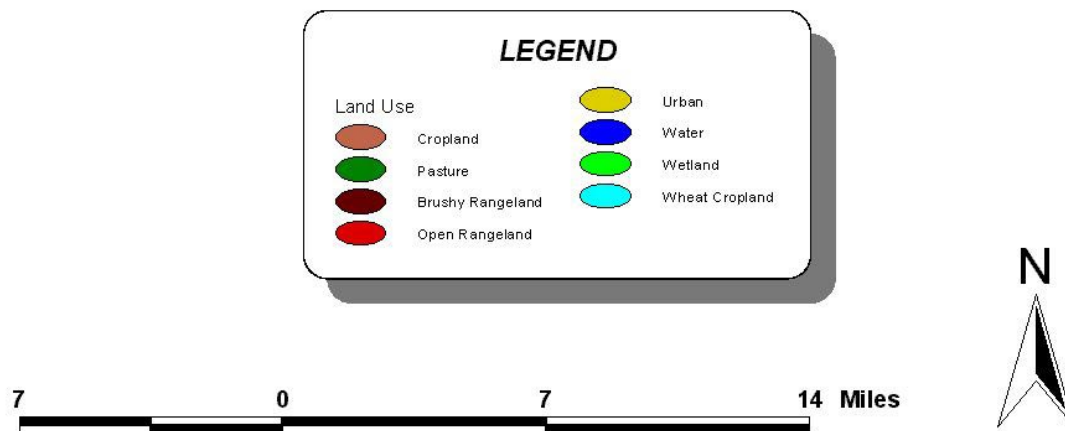 LEGEND
Land Use
Cropland
Pasture
Brushy Rangeland
Open Rangeland
Urban
Water
Wetland
Wheat Cropland
N
7 0 7 14 Miles